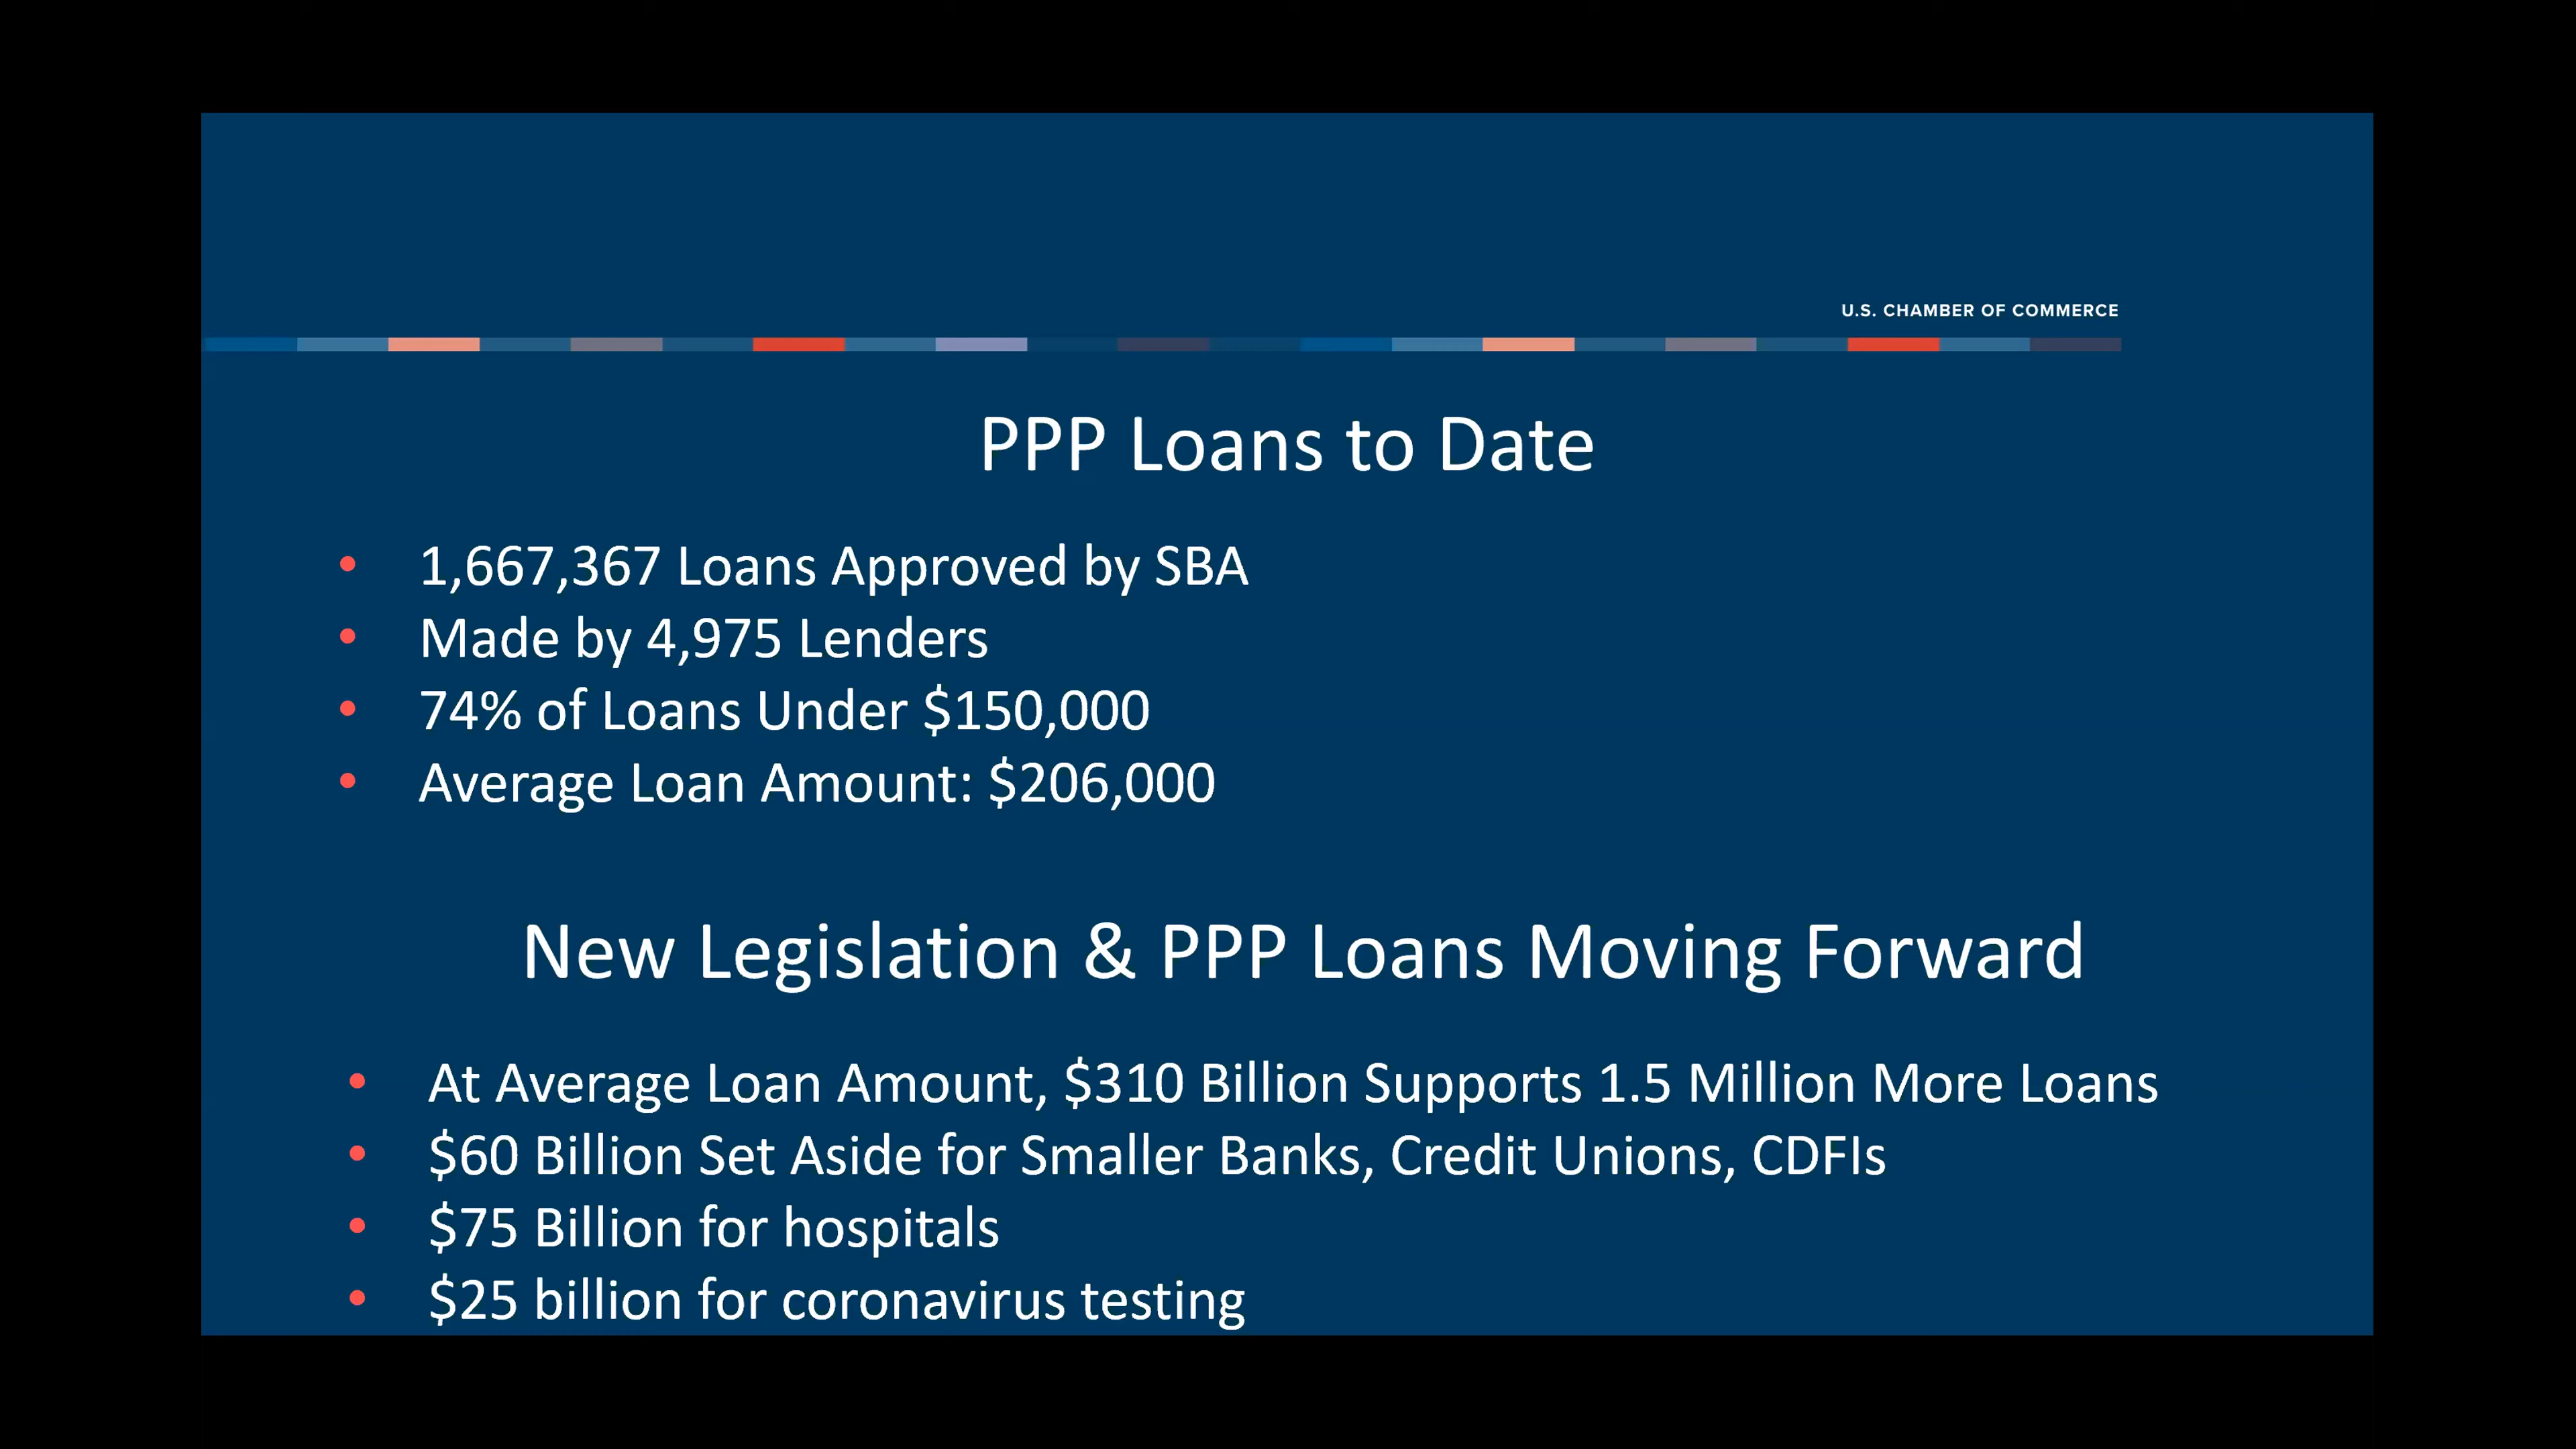 U.S. CHAMBER OF COMMERCE
PPP Loans to Date
• 1,667,367 Loans Approved by SBA
• Made by 4,975 Lenders
• 74% of Loans Under $150,000
• Average Loan Amount: $206,000
New Legislation & PPP Loans Moving Forward
• At Average Loan Amount, $310 Billion Supports 1.5 Million More Loans
• $60 Billion Set Aside for Smaller Banks, Credit Unions, CDFIs
• $75 Billion for hospitals
• $25 billion for coronavirus testing